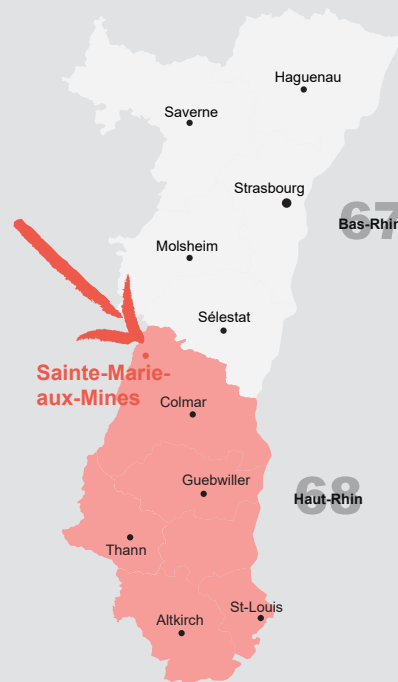 Haguenau
Saverne
Strasbourg
67
Bas-Rhin
Molsheim
Sélestat
Sainte-Marie-
aux-Mines
Colmar
Guebwiller
68
Haut-Rhin
Thann
St-Louis
Altkirch